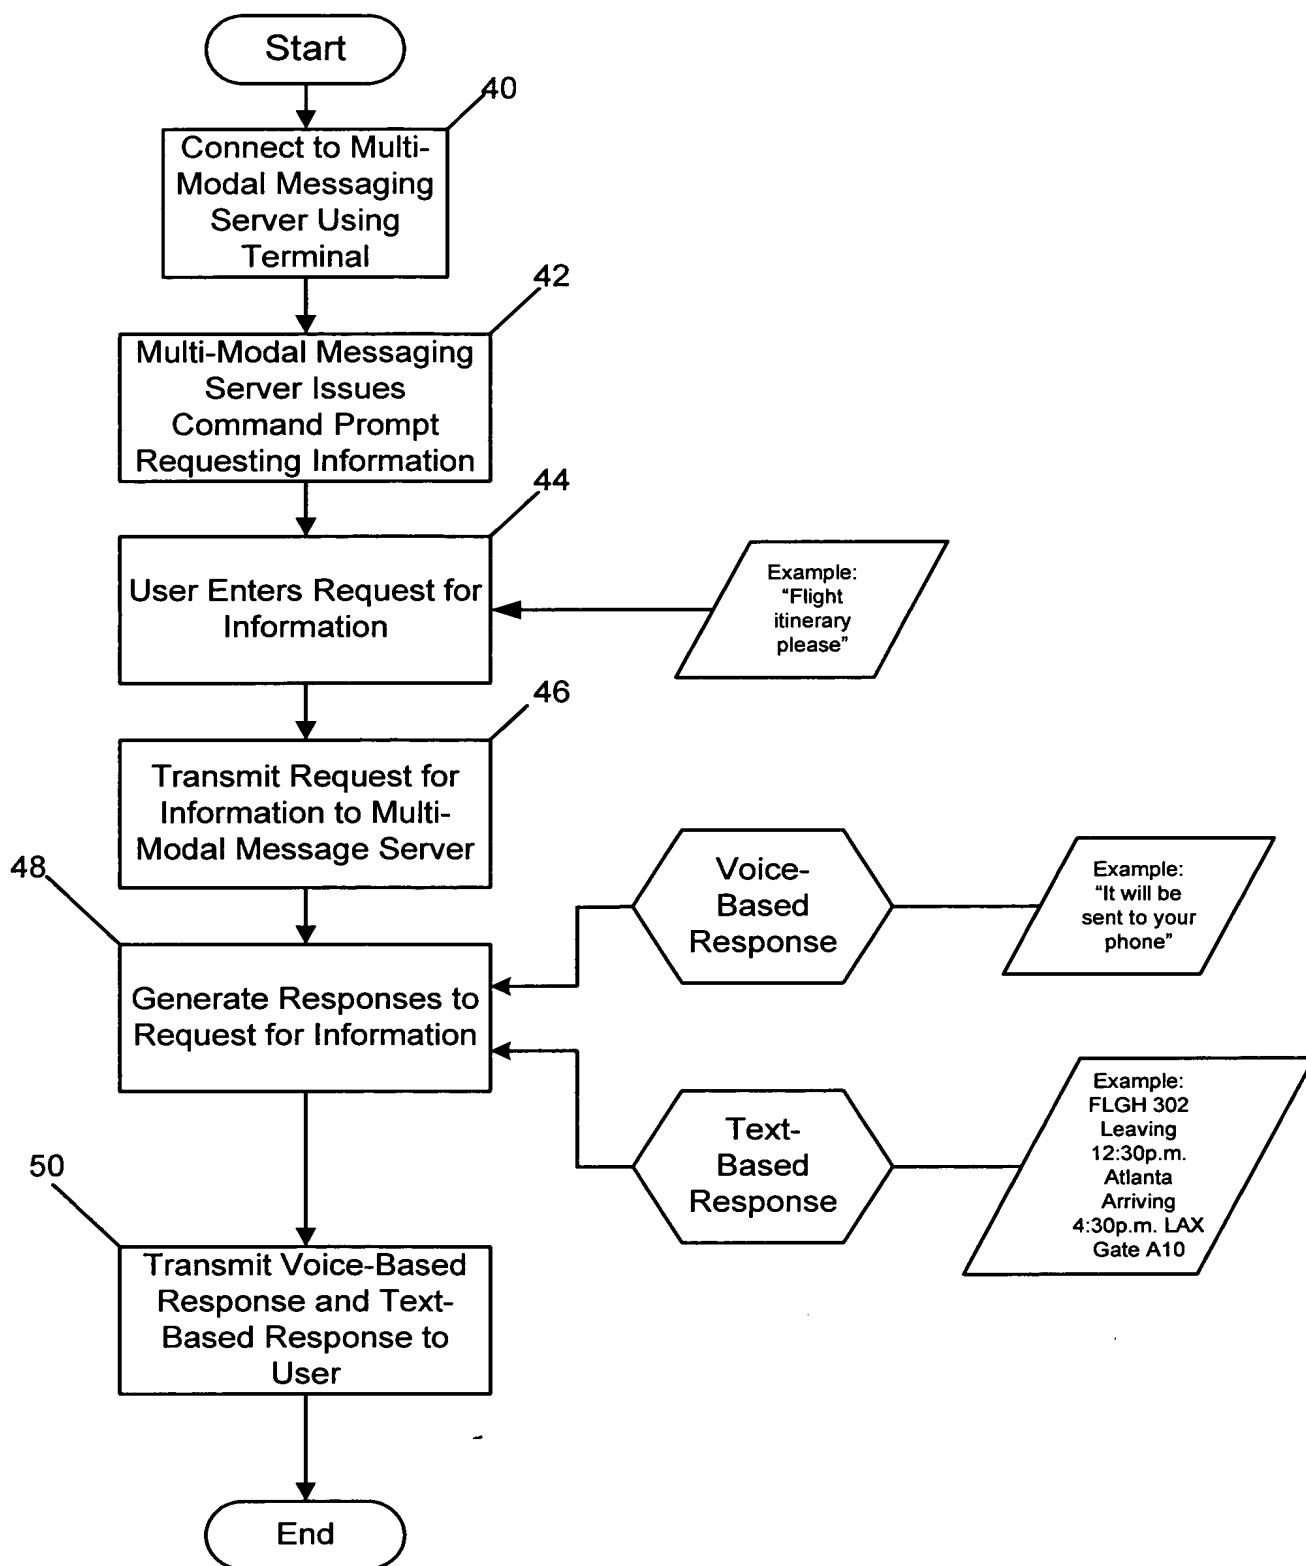 Start
40
Connect to Multi-
Modal Messaging
Server Using
Terminal
42
Multi-Modal Messaging
Server Issues
Command Prompt
Requesting Information
44
User Enters Request for
Information
Example:
“Flight
itinerary
please”
46
Transmit Request for
Information to Multi-
Modal Message Server
48
Generate Responses to
Request for Information
Voice-
Based
Response
Example:
“It will be
sent to your
phone”
Text-
Based
Response
Example:
FLGH 302
Leaving
12:30p.m.
Atlanta
Arriving
4:30p.m. LAX
Gate A10
50
Transmit Voice-Based
Response and Text-
Based Response to
User
End